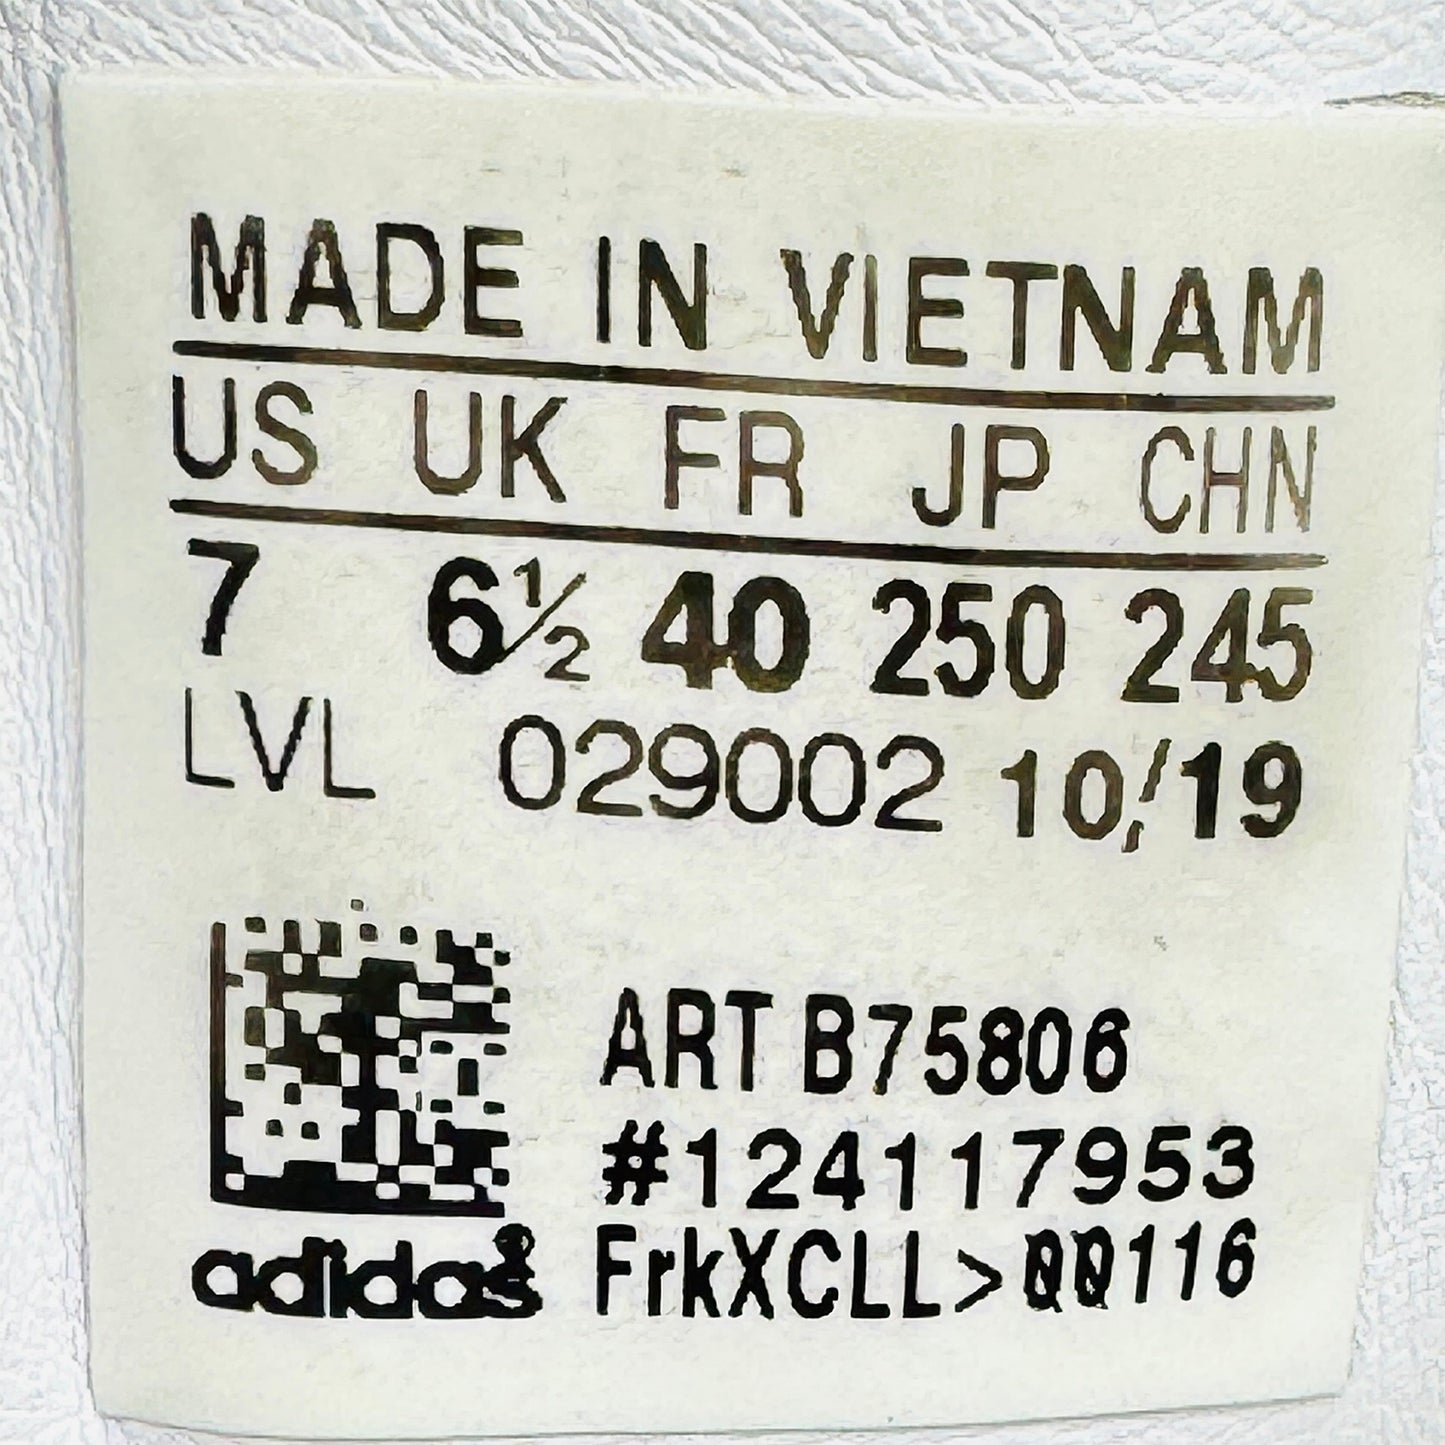 MADE IN VIETNAM
US UK FR JP CHN
7 6½ 40 250 245
LVL 029002 10/19
ART B75806
#124117953
adidas® FrkXCLL>00116